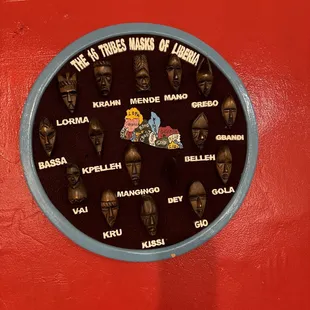 THE 16 TRIBES MASKS OF LIBERIA
LORMA
KRAHN
MENDE
MANO
GREBO
GBANDI
BASSA
KPELLEH
BELLEH
GOLA
VAI
MANGINGO
DEY
GIO
KRU
KISSI